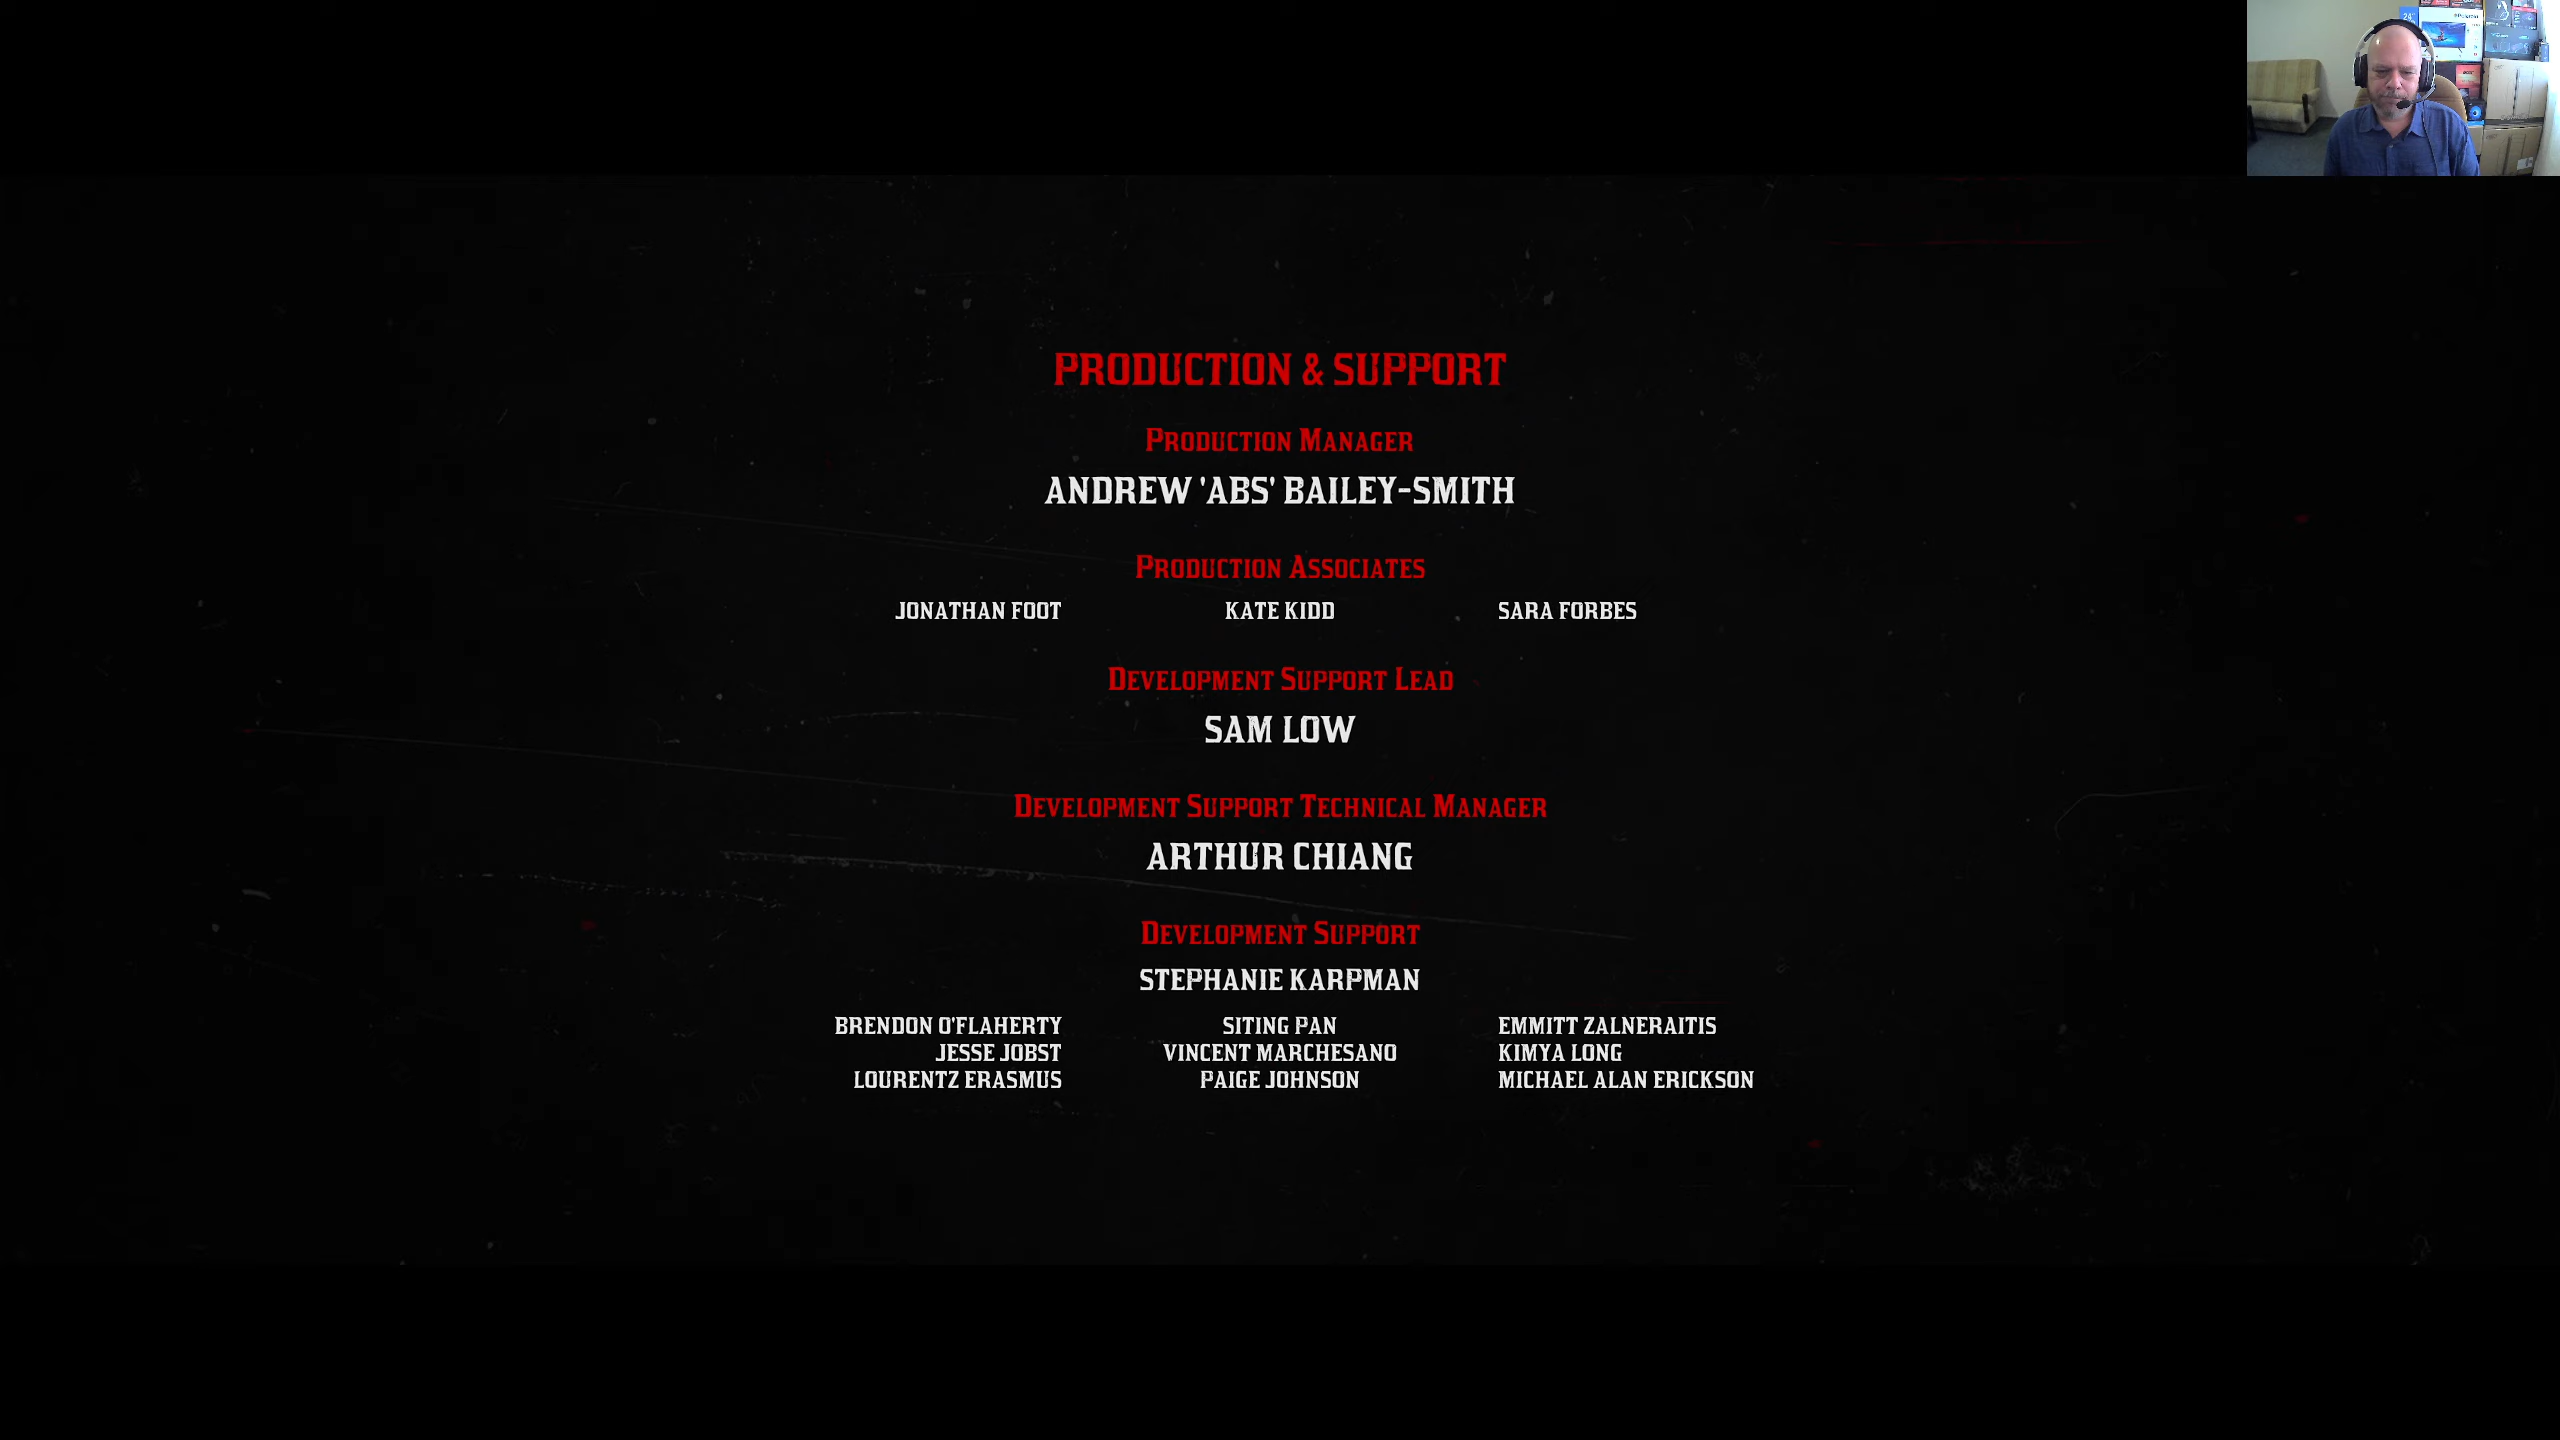 PRODUCTION & SUPPORT
PRODUCTION MANAGER
ANDREW 'ABS' BAILEY-SMITH
PRODUCTION ASSOCIATES
JONATHAN FOOT KATE KIDD SARA FORBES
DEVELOPMENT SUPPORT LEAD
SAM LOW
DEVELOPMENT SUPPORT TECHNICAL MANAGER
ARTHUR CHIANG
DEVELOPMENT SUPPORT
STEPHANIE KARPMAN
BRENDON O'FLAHERTY SITING PAN EMMITT ZALNERAITIS
JESSE JOBST VINCENT MARCHESANO KIMYA LONG
LOURENTZ ERASMUS PAIGE JOHNSON MICHAEL ALAN ERICKSON
24"
Polaroid